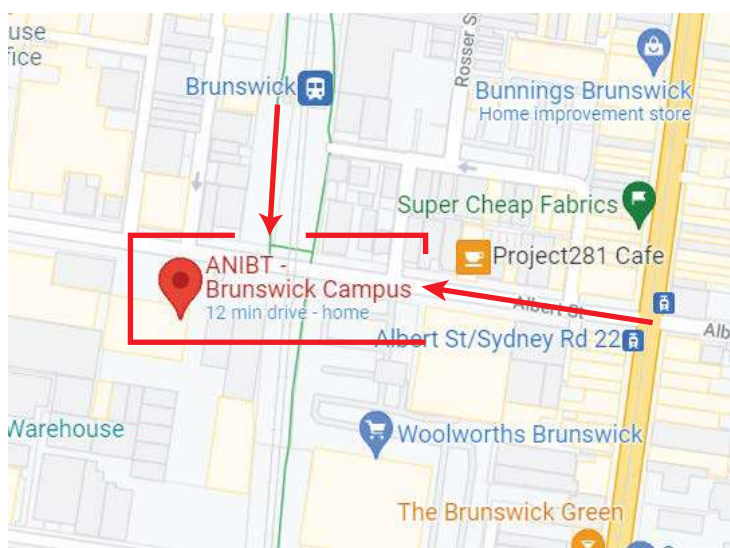 use
fice
Brunswick
Rosser S
Bunnings Brunswick
Home improvement store
Super Cheap Fabrics
Project281 Cafe
ANIBT -
Brunswick Campus
12 min drive - home
Albert St
Alb
Albert St/Sydney Rd 22
Warehouse
Woolworths Brunswick
The Brunswick Green